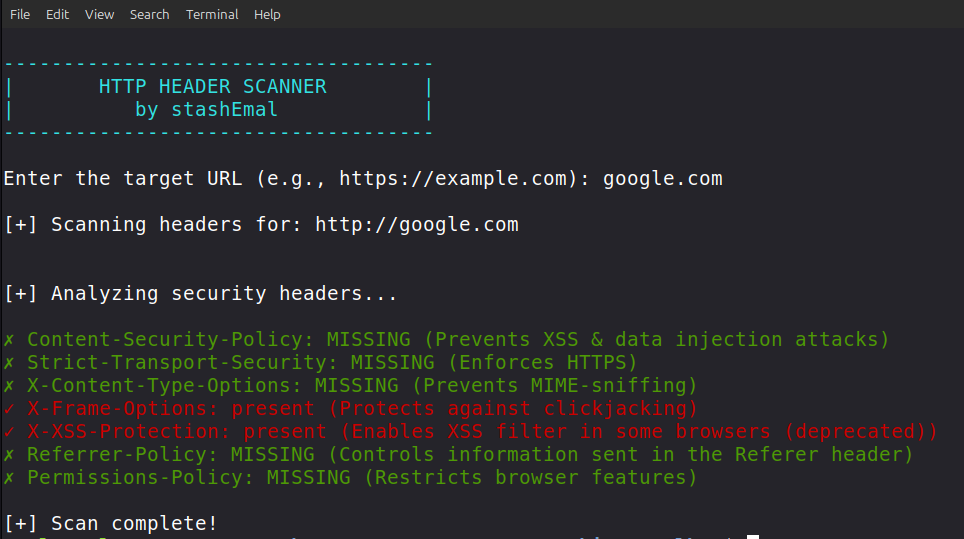 File Edit View Search Terminal Help
------------------------------------
| HTTP HEADER SCANNER |
| by stashEmal |
------------------------------------
Enter the target URL (e.g., https://example.com): google.com
[+] Scanning headers for: http://google.com
[+] Analyzing security headers...
✗ Content-Security-Policy: MISSING (Prevents XSS & data injection attacks)
✗ Strict-Transport-Security: MISSING (Enforces HTTPS)
✗ X-Content-Type-Options: MISSING (Prevents MIME-sniffing)
✓ X-Frame-Options: present (Protects against clickjacking)
✓ X-XSS-Protection: present (Enables XSS filter in some browsers (deprecated))
✗ Referrer-Policy: MISSING (Controls information sent in the Referer header)
✗ Permissions-Policy: MISSING (Restricts browser features)
[+] Scan complete!